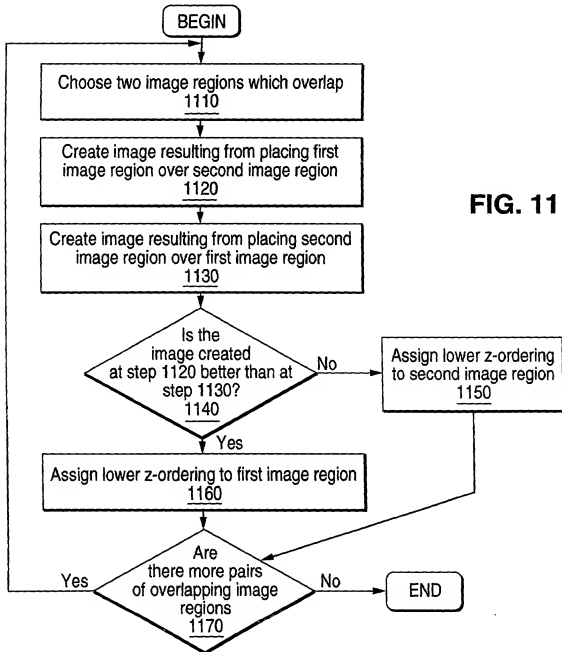 BEGIN
Choose two image regions which overlap
1110
Create image resulting from placing first
image region over second image region
1120
FIG. 11
Create image resulting from placing second
image region over first image region
1130
Is the
image created
at step 1120 better than at
step 1130?
1140
No
Assign lower z-ordering
to second image region
1150
Yes
Assign lower z-ordering to first image region
1160
Are
there more pairs
of overlapping image
regions
1170
Yes
No
END